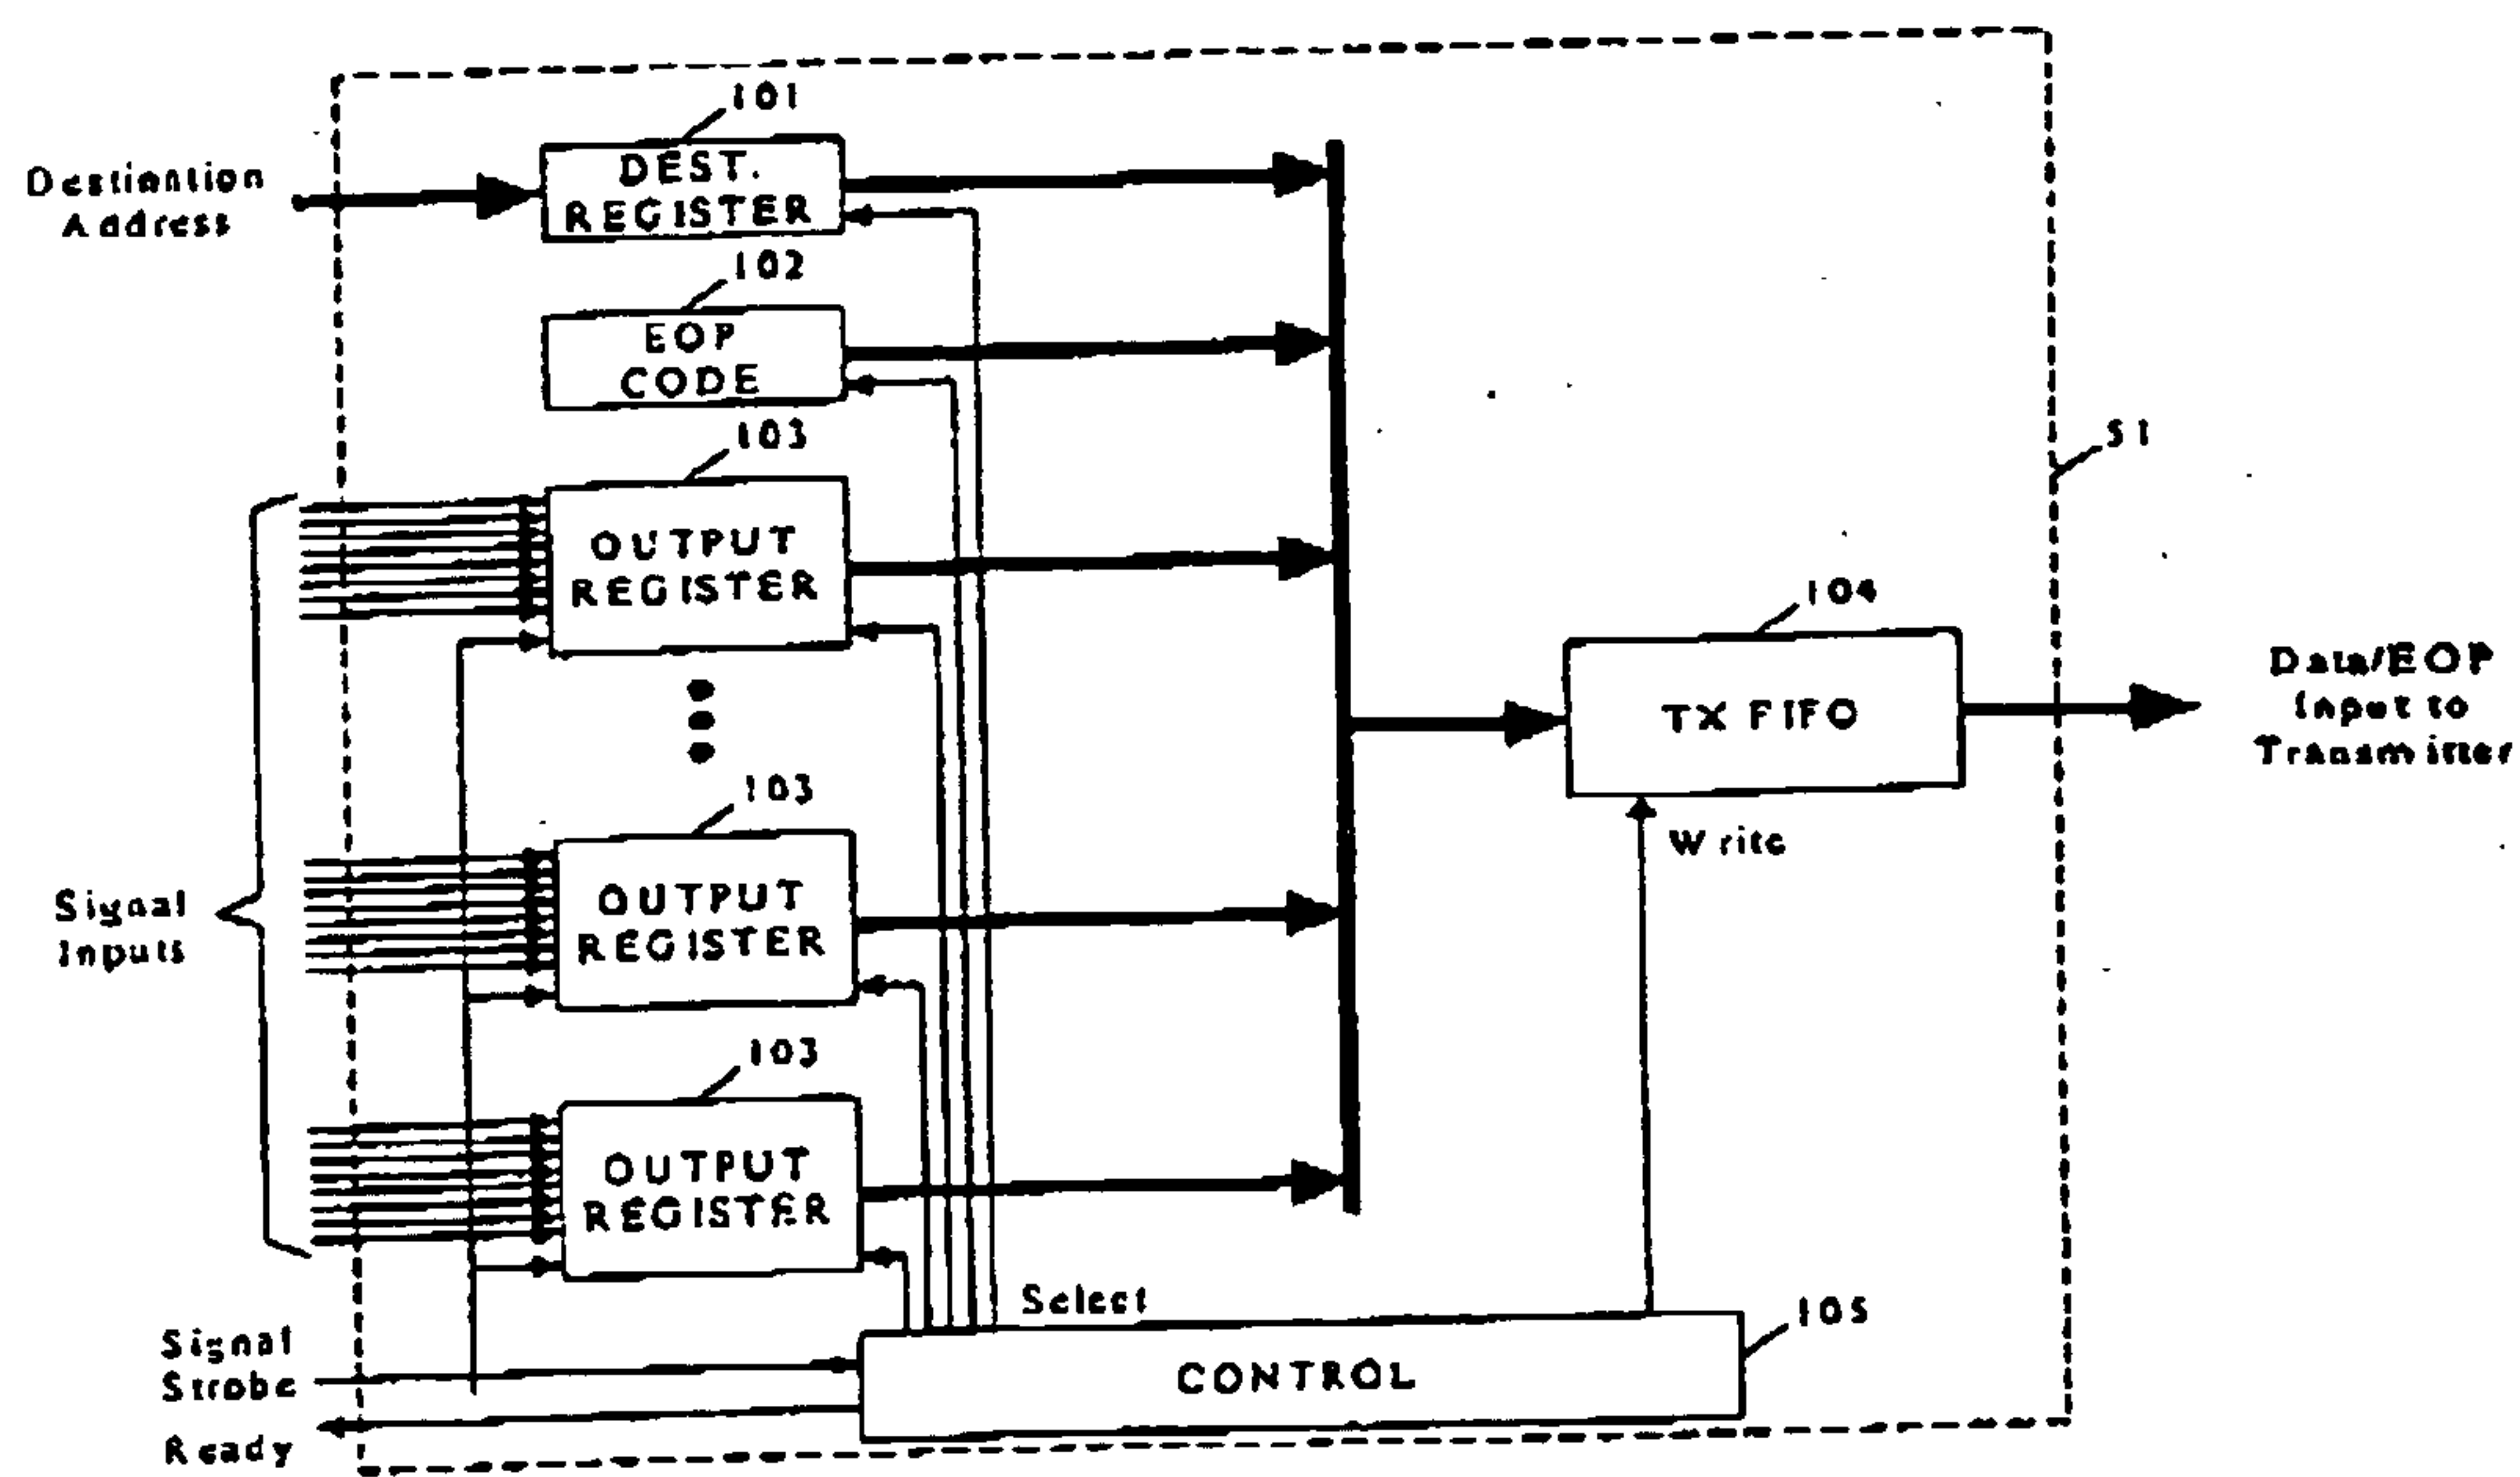 101
Destiention
Address
DEST.
REGISTER
102
EOP
CODE
103
51
OUTPUT
REGISTER
104
Data/EOP
Input to
Transmitter
TX FIFO
103
Write
Signal
Inputs
OUTPUT
REGISTER
103
OUTPUT
REGISTER
Select
105
Signal
Strobe
CONTROL
Ready